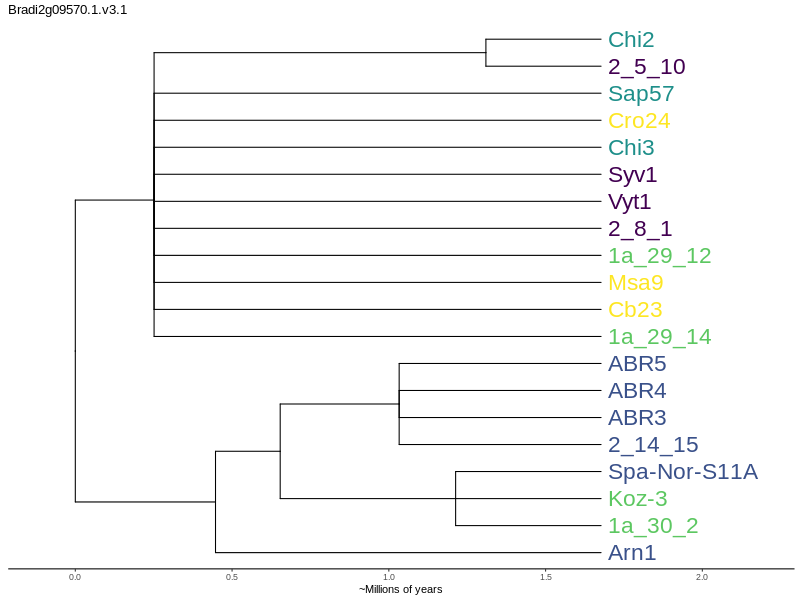 Bradi2g09570.1.v3.1
Chi2
2_5_10
Sap57
Cro24
Chi3
Syv1
Vyt1
2_8_1
1a_29_12
Msa9
Cb23
1a_29_14
ABR5
ABR4
ABR3
2_14_15
Spa-Nor-S11A
Koz-3
1a_30_2
Arn1
0.0 0.5 1.0 1.5 2.0
~Millions of years